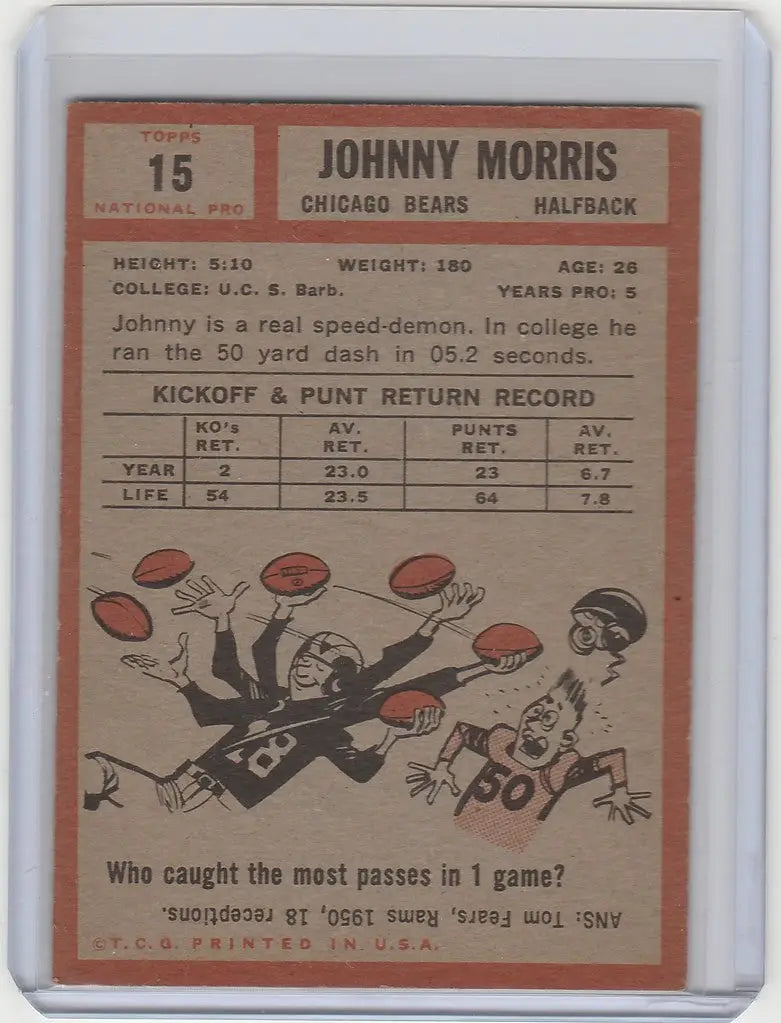 TOPPS
15
NATIONAL PRO
JOHNNY MORRIS
CHICAGO BEARS HALFBACK
HEIGHT: 5:10 WEIGHT: 180 AGE: 26
COLLEGE: U.C. S. Barb. YEARS PRO: 5
Johnny is a real speed-demon. In college he
ran the 50 yard dash in 05.2 seconds.
KICKOFF & PUNT RETURN RECORD
KO's RET. AV. RET. PUNTS RET. AV. RET.
YEAR 2 23.0 23 6.7
LIFE 54 23.5 64 7.8
88
50
Who caught the most passes in 1 game?
ANS: Tom Fears, Rams 1950, 18 receptions.
©T.C.G. PRINTED IN U.S.A.